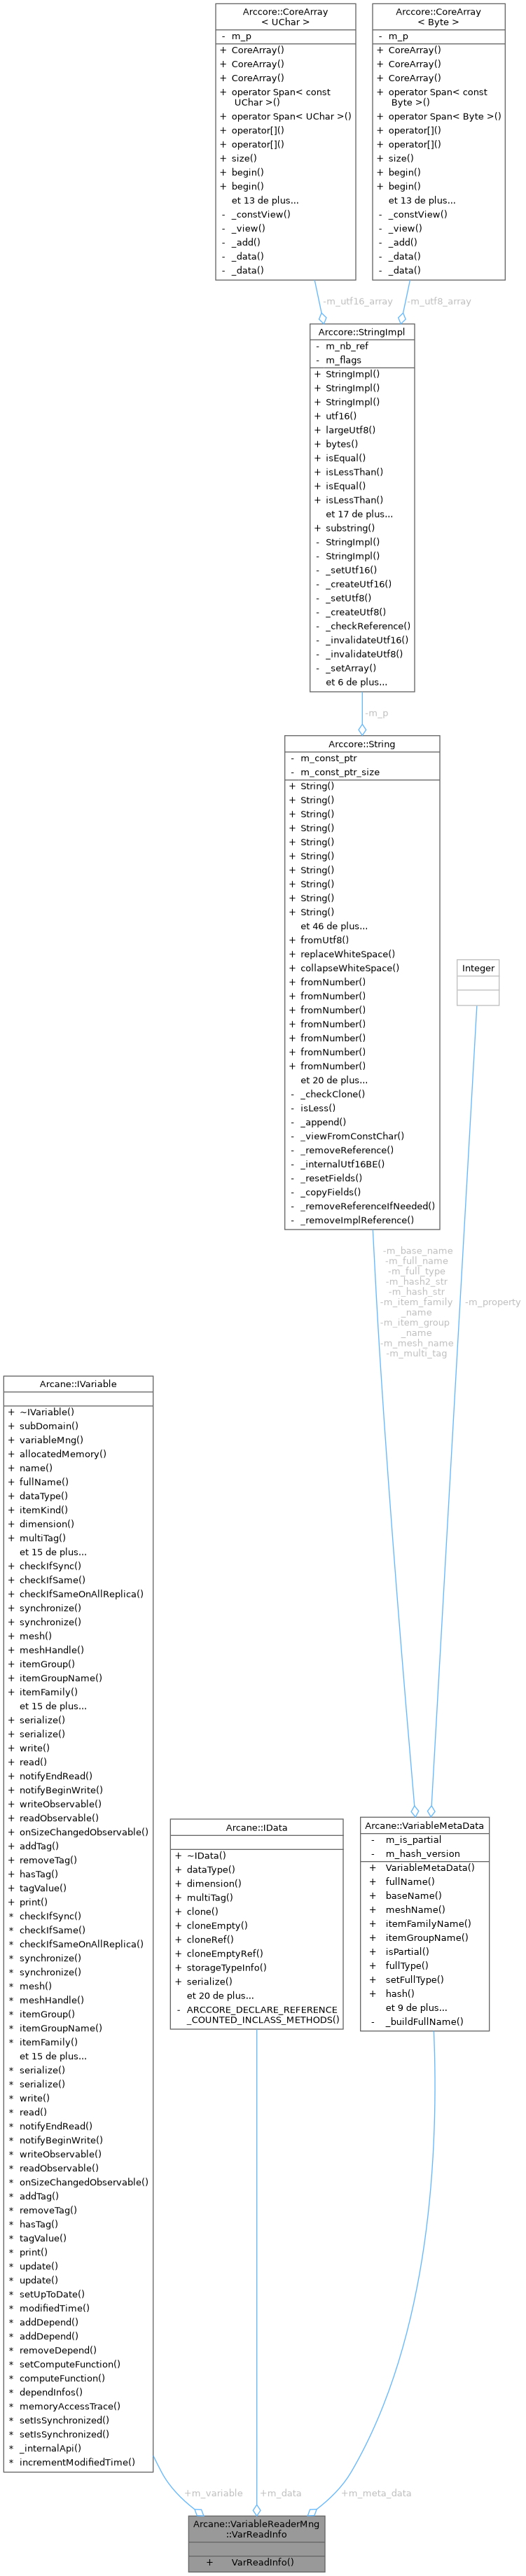 Arccore::CoreArray
< UChar >
- m_p
+ CoreArray()
+ CoreArray()
+ CoreArray()
+ operator Span< const
UChar >()
+ operator Span< UChar >()
+ operator[]()
+ operator[]()
+ size()
+ begin()
+ begin()
et 13 de plus...
- _constView()
- _view()
- _add()
- _data()
- _data()
Arccore::CoreArray
< Byte >
- m_p
+ CoreArray()
+ CoreArray()
+ CoreArray()
+ operator Span< const
Byte >()
+ operator Span< Byte >()
+ operator[]()
+ operator[]()
+ size()
+ begin()
+ begin()
et 13 de plus...
- _constView()
- _view()
- _add()
- _data()
- _data()
-m_utf16_array
-m_utf8_array
Arccore::StringImpl
- m_nb_ref
- m_flags
+ StringImpl()
+ StringImpl()
+ StringImpl()
+ utf16()
+ largeUtf8()
+ bytes()
+ isEqual()
+ isLessThan()
+ isEqual()
+ isLessThan()
et 17 de plus...
+ substring()
- StringImpl()
- StringImpl()
- _setUtf16()
- _createUtf16()
- _setUtf8()
- _createUtf8()
- _checkReference()
- _invalidateUtf16()
- _invalidateUtf8()
- _setArray()
et 6 de plus...
-m_p
Arccore::String
- m_const_ptr
- m_const_ptr_size
+ String()
+ String()
+ String()
+ String()
+ String()
+ String()
+ String()
+ String()
+ String()
+ String()
et 46 de plus...
+ fromUtf8()
+ replaceWhiteSpace()
+ collapseWhiteSpace()
+ fromNumber()
+ fromNumber()
+ fromNumber()
+ fromNumber()
+ fromNumber()
+ fromNumber()
+ fromNumber()
et 20 de plus...
- _checkClone()
- isLess()
- _append()
- _viewFromConstChar()
- _removeReference()
- _internalUtf16BE()
- _resetFields()
- _copyFields()
- _removeReferenceIfNeeded()
- _removeImplReference()
Integer
-m_base_name
-m_full_name
-m_full_type
-m_hash2_str
-m_hash_str
-m_item_family
_name
-m_item_group
_name
-m_mesh_name
-m_multi_tag
-m_property
Arcane::IVariable
+ ~IVariable()
+ subDomain()
+ variableMng()
+ allocatedMemory()
+ name()
+ fullName()
+ dataType()
+ itemKind()
+ dimension()
+ multiTag()
et 15 de plus...
+ checkIfSync()
+ checkIfSame()
+ checkIfSameOnAllReplica()
+ synchronize()
+ synchronize()
+ mesh()
+ meshHandle()
+ itemGroup()
+ itemGroupName()
+ itemFamily()
et 15 de plus...
+ serialize()
+ serialize()
+ write()
+ read()
+ notifyEndRead()
+ notifyBeginWrite()
+ writeObservable()
+ readObservable()
+ onSizeChangedObservable()
+ addTag()
+ removeTag()
+ hasTag()
+ tagValue()
+ print()
* checkIfSync()
* checkIfSame()
* checkIfSameOnAllReplica()
* synchronize()
* synchronize()
* mesh()
* meshHandle()
* itemGroup()
* itemGroupName()
* itemFamily()
et 15 de plus...
* serialize()
* serialize()
* write()
* read()
* notifyEndRead()
* notifyBeginWrite()
* writeObservable()
* readObservable()
* onSizeChangedObservable()
* addTag()
* removeTag()
* hasTag()
* tagValue()
* print()
* update()
* update()
* setUpToDate()
* modifiedTime()
* addDepend()
* addDepend()
* removeDepend()
* setComputeFunction()
* computeFunction()
* dependInfos()
* memoryAccessTrace()
* setIsSynchronized()
* setIsSynchronized()
* _internalApi()
* incrementModifiedTime()
Arcane::IData
+ ~IData()
+ dataType()
+ dimension()
+ multiTag()
+ clone()
+ cloneEmpty()
+ cloneRef()
+ cloneEmptyRef()
+ storageTypeInfo()
+ serialize()
et 20 de plus...
- ARCCORE_DECLARE_REFERENCE
_COUNTED_INCLASS_METHODS()
Arcane::VariableMetaData
- m_is_partial
- m_hash_version
+ VariableMetaData()
+ fullName()
+ baseName()
+ meshName()
+ itemFamilyName()
+ itemGroupName()
+ isPartial()
+ fullType()
+ setFullType()
+ hash()
et 9 de plus...
- _buildFullName()
+m_variable
+m_data
+m_meta_data
Arcane::VariableReaderMng
::VarReadInfo
+ VarReadInfo()